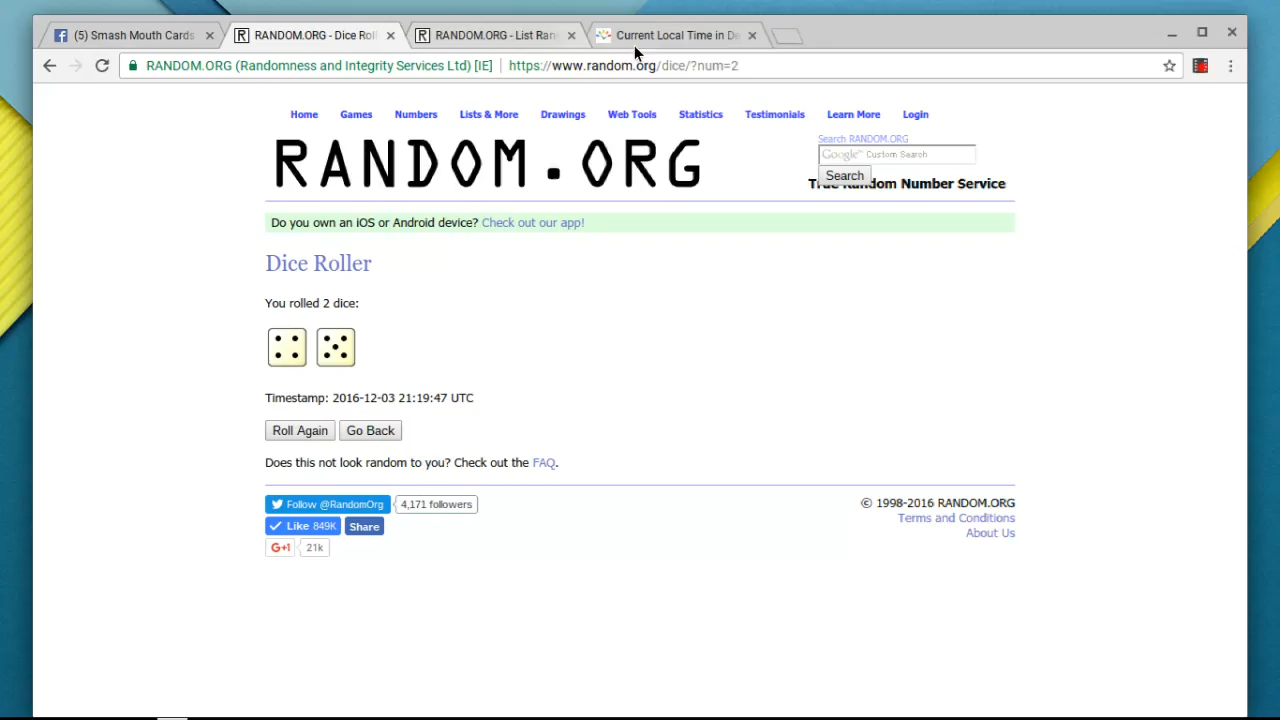 (5) Smash Mouth Cards
RANDOM.ORG - Dice Roll
RANDOM.ORG - List Ran
Current Local Time in De
RANDOM.ORG (Randomness and Integrity Services Ltd) [IE]
https://www.random.org/dice/?num=2
Home Games Numbers Lists & More Drawings Web Tools Statistics Testimonials Learn More Login
RANDOM.ORG
Search RANDOM.ORG
Google™ Custom Search
Search
True Random Number Service
Do you own an iOS or Android device? Check out our app!
Dice Roller
You rolled 2 dice:
Timestamp: 2016-12-03 21:19:47 UTC
Roll Again Go Back
Does this not look random to you? Check out the FAQ.
Follow @RandomOrg 4,171 followers
Like 849K Share
G+1 21k
© 1998-2016 RANDOM.ORG
Terms and Conditions
About Us